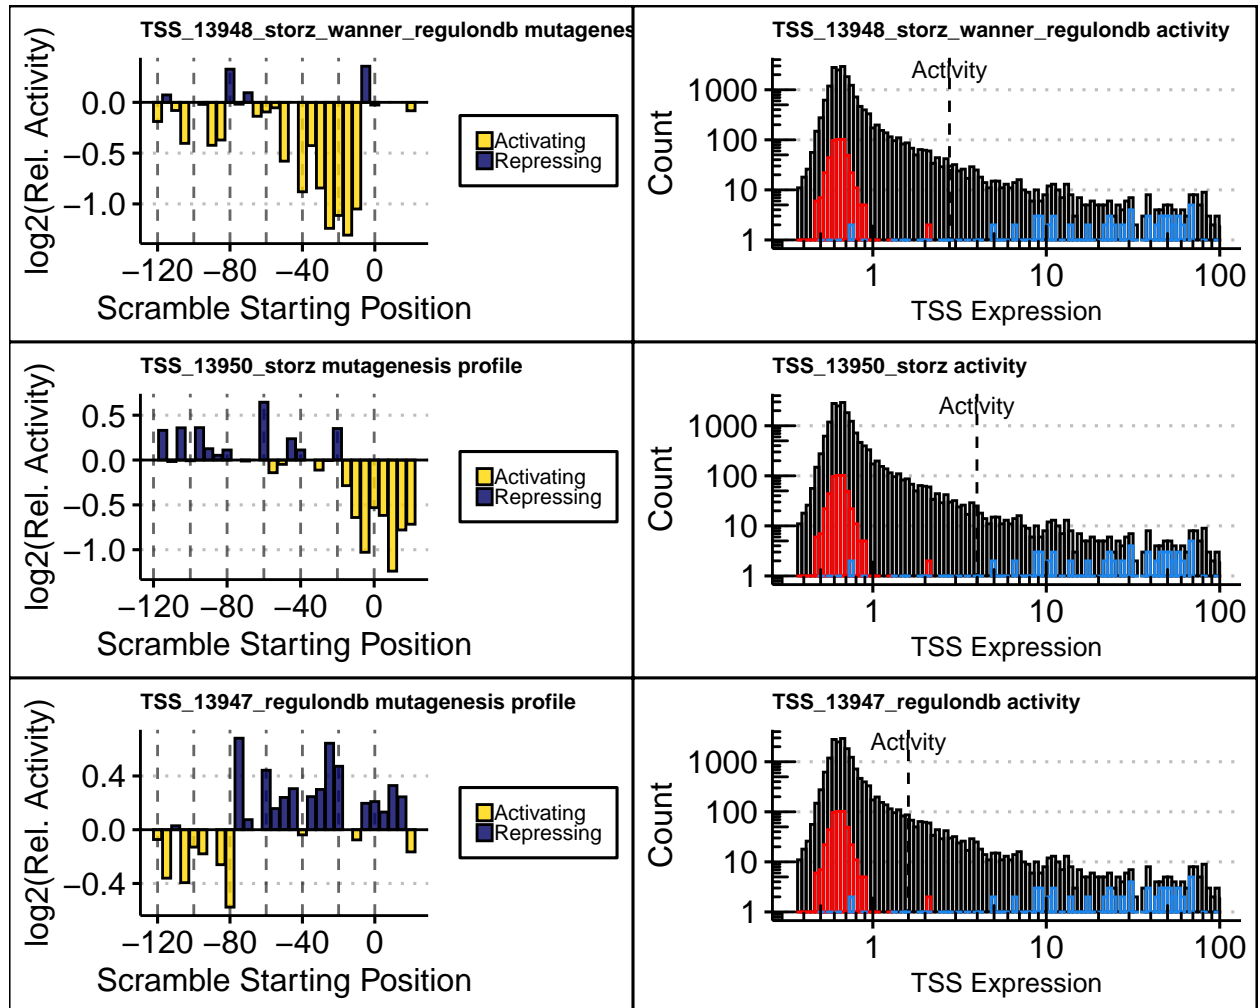 TSS_13948_storz_wanner_regulondb mutagenes
log2(Rel. Activity)
0.0
−0.5
−1.0
−120 −80 −40 0
Scramble Starting Position
Activating
Repressing
TSS_13948_storz_wanner_regulondb activity
Activity
Count
1000
100
10
1
1 10 100
TSS Expression
TSS_13950_storz mutagenesis profile
log2(Rel. Activity)
0.5
0.0
−0.5
−1.0
−120 −80 −40 0
Scramble Starting Position
Activating
Repressing
TSS_13950_storz activity
Activity
Count
1000
100
10
1
1 10 100
TSS Expression
TSS_13947_regulondb mutagenesis profile
log2(Rel. Activity)
0.4
0.0
−0.4
−120 −80 −40 0
Scramble Starting Position
Activating
Repressing
TSS_13947_regulondb activity
Activity
Count
1000
100
10
1
1 10 100
TSS Expression